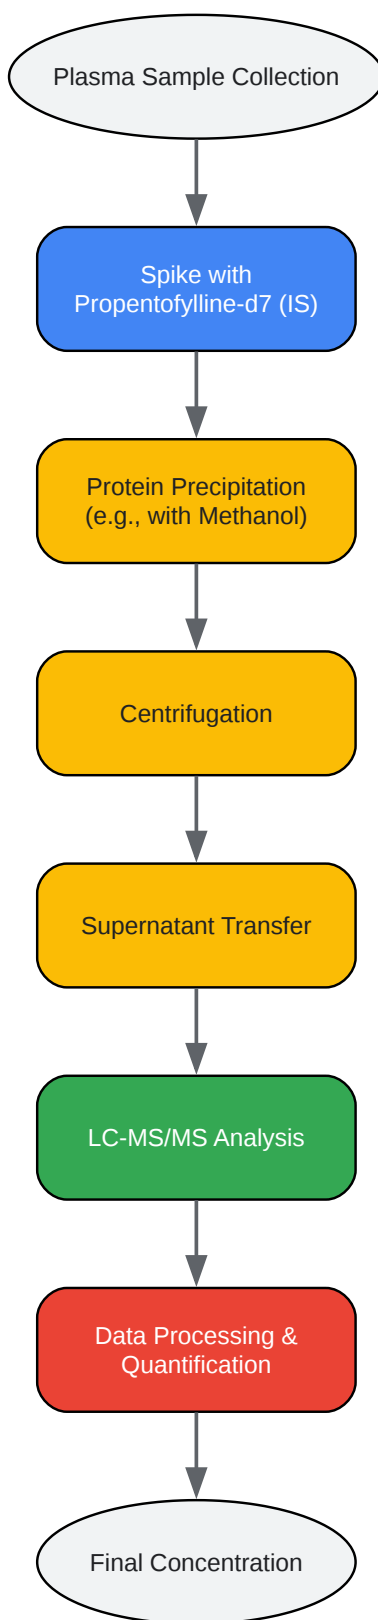 Plasma Sample Collection
Spike with
Propentofylline-d7 (IS)
Protein Precipitation
(e.g., with Methanol)
Centrifugation
Supernatant Transfer
LC-MS/MS Analysis
Data Processing &
Quantification
Final Concentration